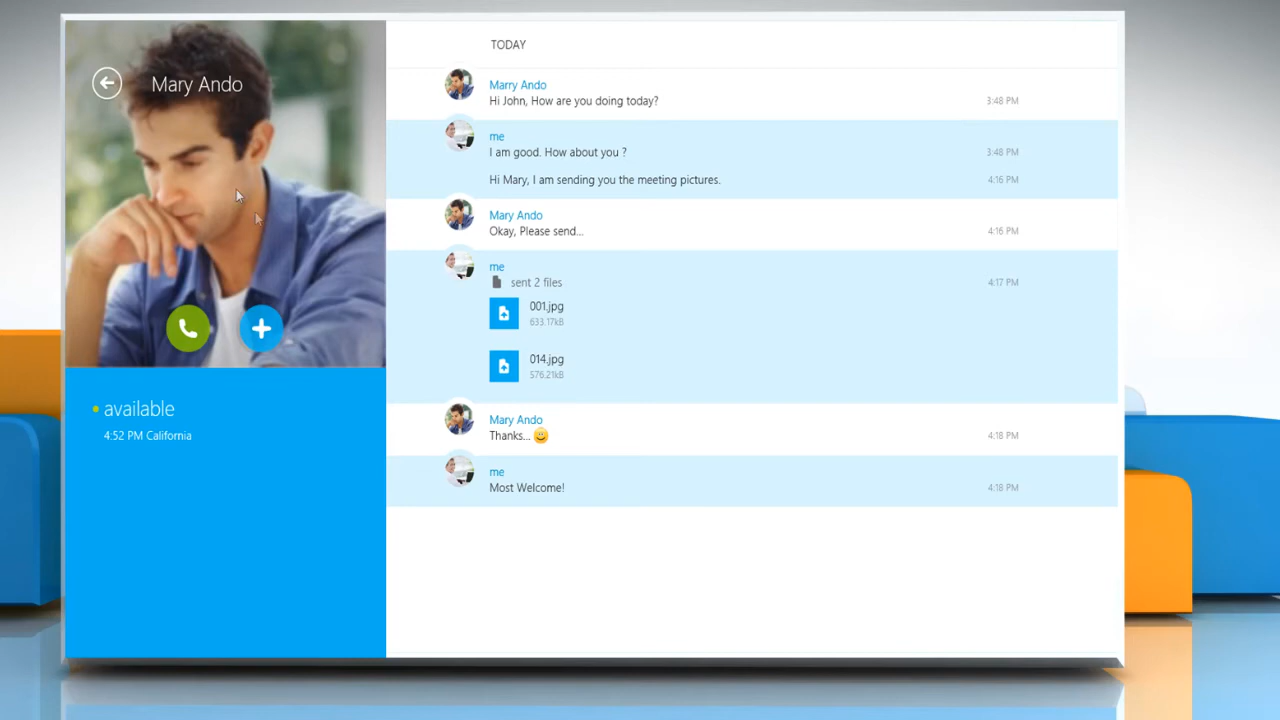 Mary Ando
available
4:52 PM California
TODAY
Marry Ando
Hi John, How are you doing today?
3:48 PM
me
I am good. How about you ?
3:48 PM
Hi Mary, I am sending you the meeting pictures.
4:16 PM
Mary Ando
Okay, Please send...
4:16 PM
me
sent 2 files
4:17 PM
001.jpg
633.17kB
014.jpg
576.21kB
Mary Ando
Thanks...
4:18 PM
me
Most Welcome!
4:18 PM